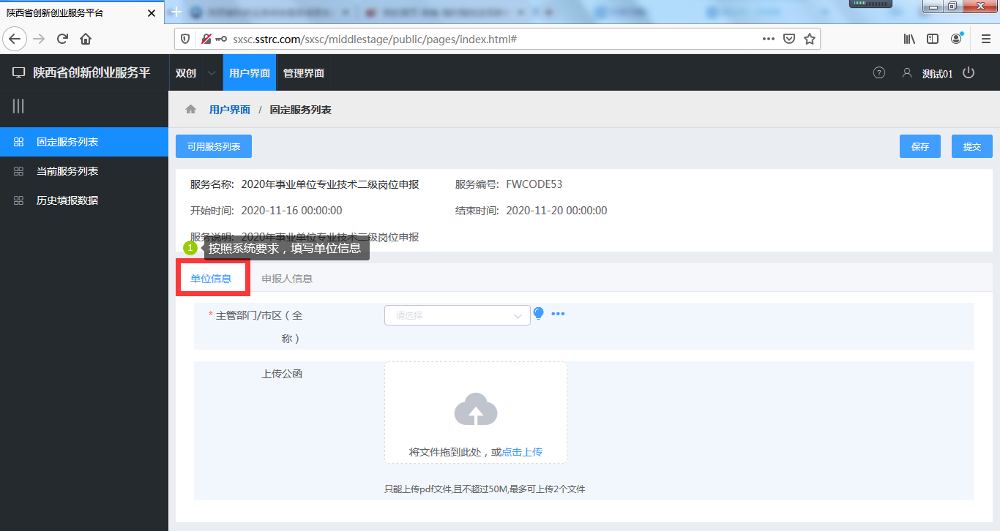 陕西省创新创业服务平台
sxsc.sstrc.com/sxsc/middlestage/public/pages/index.html#
陕西省创新创业服务平
双创
用户界面
管理界面
测试01
用户界面 / 固定服务列表
固定服务列表
当前服务列表
历史填报数据
可用服务列表
保存
提交
服务名称: 2020年事业单位专业技术二级岗位申报
服务编号: FWCODE53
开始时间: 2020-11-16 00:00:00
结束时间: 2020-11-20 00:00:00
服务说明: 2020年事业单位专业技术二级岗位申报
1 按照系统要求，填写单位信息
单位信息
申报人信息
* 主管部门/市区（全
称）
请选择
上传公函
将文件拖到此处，或点击上传
只能上传pdf文件,且不超过50M,最多可上传2个文件